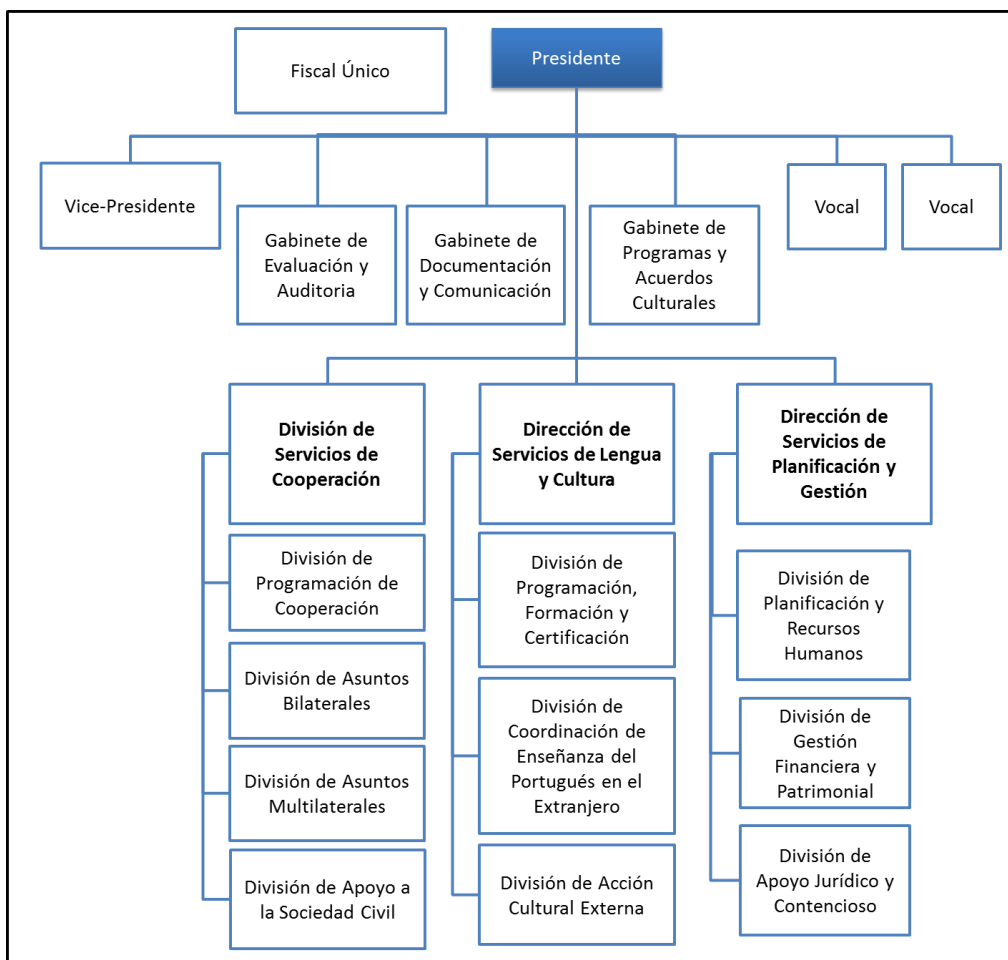 Fiscal Único
Presidente
Vice-Presidente
Gabinete de
Evaluación y
Auditoria
Gabinete de
Documentación
y Comunicación
Gabinete de
Programas y
Acuerdos
Culturales
Vocal
Vocal
División de
Servicios de
Cooperación
División de
Programación de
Cooperación
División de Asuntos
Bilaterales
División de Asuntos
Multilaterales
División de Apoyo a
la Sociedad Civil
Dirección de
Servicios de Lengua
y Cultura
División de
Programación,
Formación y
Certificación
División de
Coordinación de
Enseñanza del
Portugués en el
Extranjero
División de Acción
Cultural Externa
Dirección de
Servicios de
Planificación y
Gestión
División de
Planificación y
Recursos
Humanos
División de
Gestión
Financiera y
Patrimonial
División de
Apoyo Jurídico y
Contencioso